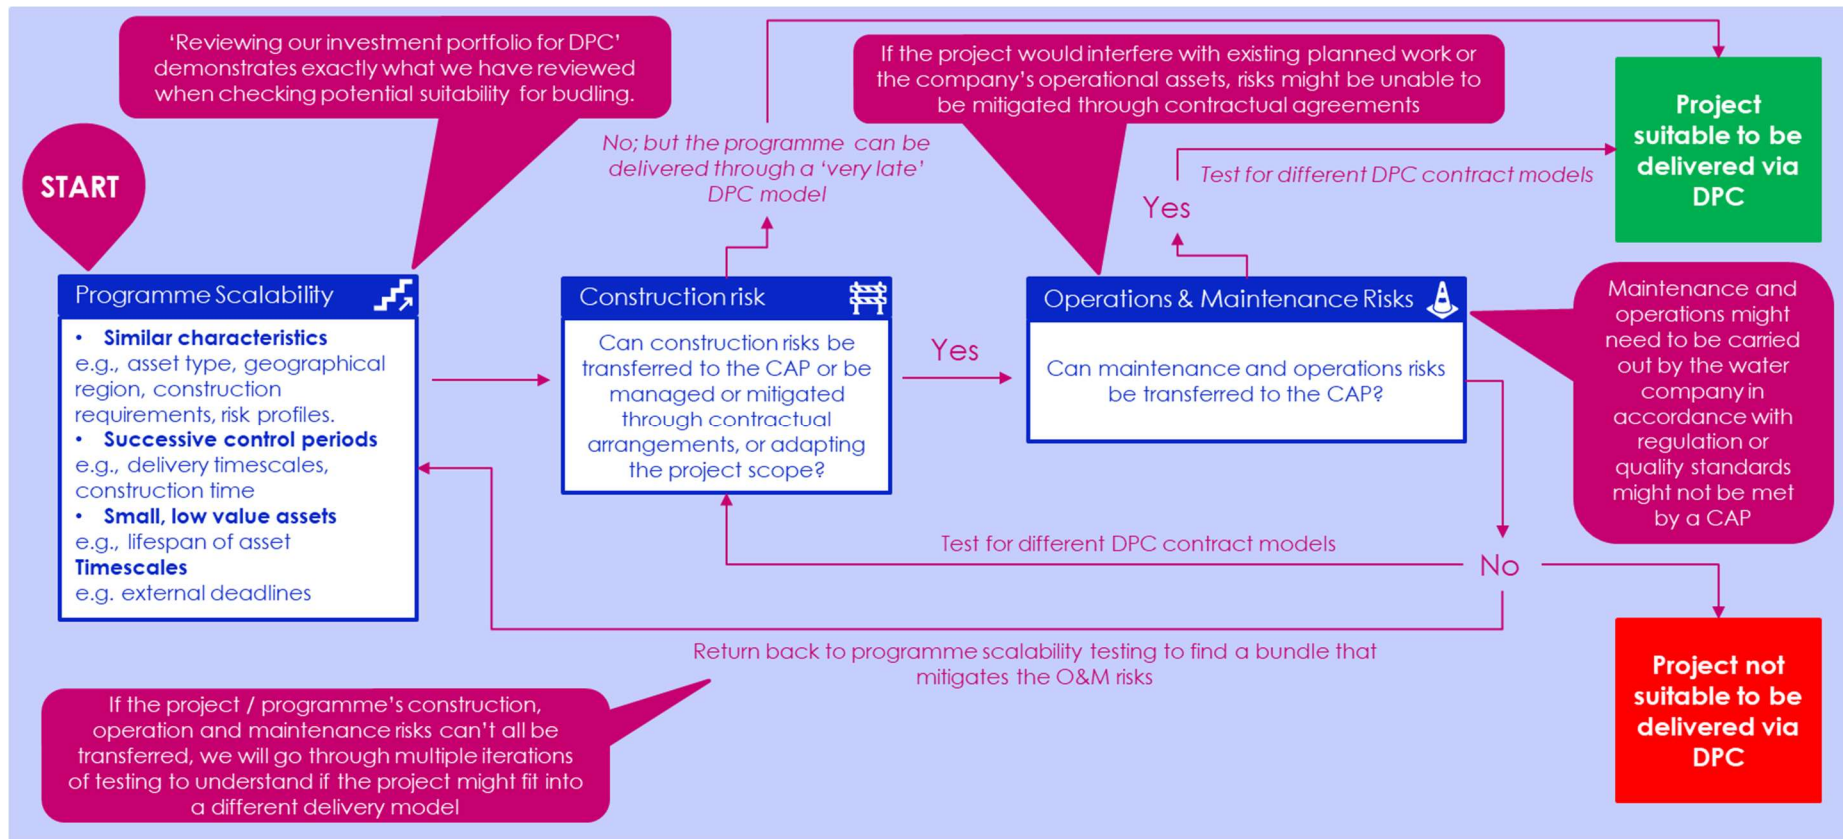 'Reviewing our investment portfolio for DPC'
demonstrates exactly what we have reviewed
when checking potential suitability for budling.
If the project would interfere with existing planned work or
the company's operational assets, risks might be unable to
be mitigated through contractual agreements
Project
suitable to be
delivered via
DPC
No; but the programme can be
delivered through a 'very late'
DPC model
Test for different DPC contract models
Yes
START
Programme Scalability
• Similar characteristics
e.g., asset type, geographical
region, construction
requirements, risk profiles.
• Successive control periods
e.g., delivery timescales,
construction time
• Small, low value assets
e.g., lifespan of asset
Timescales
e.g. external deadlines
Construction risk
Can construction risks be
transferred to the CAP or be
managed or mitigated
through contractual
arrangements, or adapting
the project scope?
Yes
Operations & Maintenance Risks
Can maintenance and operations risks
be transferred to the CAP?
Maintenance and
operations might
need to be carried
out by the water
company in
accordance with
regulation or
quality standards
might not be met
by a CAP
Test for different DPC contract models
No
Return back to programme scalability testing to find a bundle that
mitigates the O&M risks
If the project / programme's construction,
operation and maintenance risks can't all be
transferred, we will go through multiple iterations
of testing to understand if the project might fit into
a different delivery model
Project not
suitable to be
delivered via
DPC